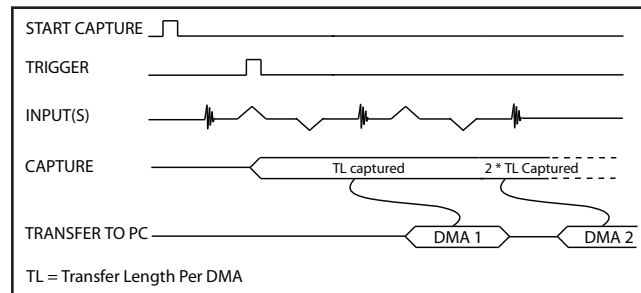 START CAPTURE
TRIGGER
INPUT(S)
CAPTURE
TL captured
2 * TL Captured
TRANSFER TO PC
DMA 1
DMA 2
TL = Transfer Length Per DMA